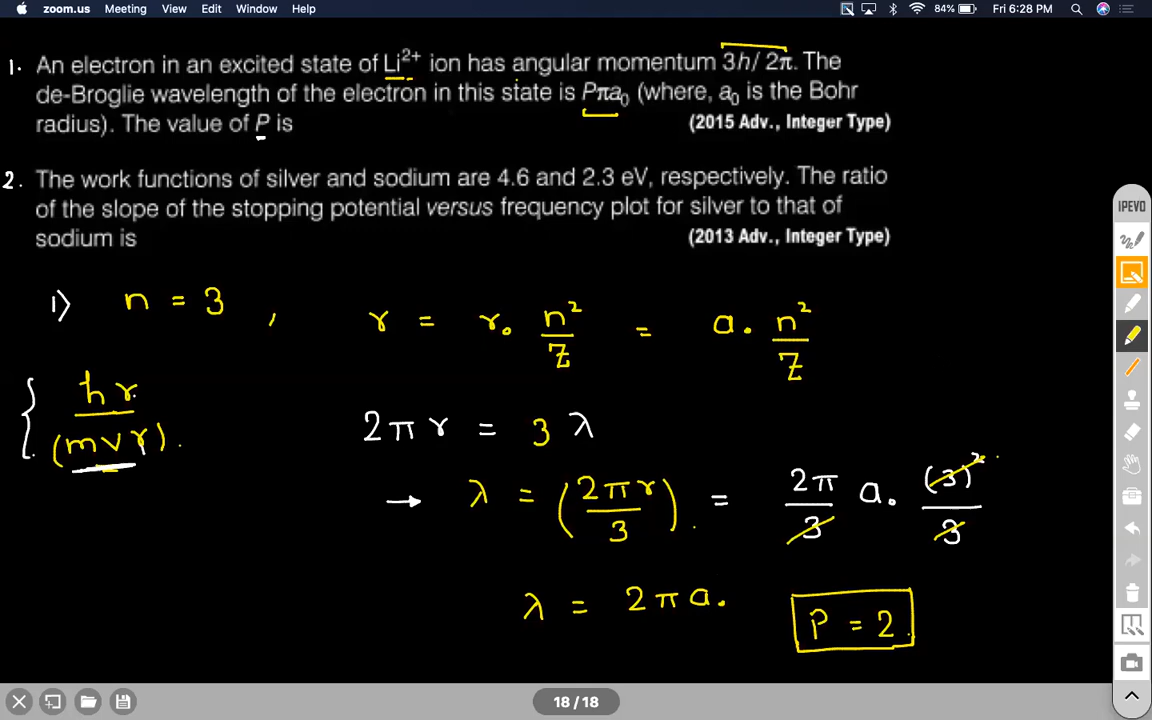 zoom.us Meeting View Edit Window Help 84% Fri 6:28 PM
1. An electron in an excited state of Li²⁺ ion has angular momentum 3h/2π. The
de-Broglie wavelength of the electron in this state is Pπa₀ (where, a₀ is the Bohr
radius). The value of P is (2015 Adv., Integer Type)
2. The work functions of silver and sodium are 4.6 and 2.3 eV, respectively. The ratio
of the slope of the stopping potential versus frequency plot for silver to that of
sodium is (2013 Adv., Integer Type)
1) n = 3 , r = r₀ n²/Z = a₀ n²/Z
{ hr/(mvr).
2πr = 3 λ
→ λ = (2πr/3) . = 2π/3 a₀ (3)²/3
λ = 2πa₀ P = 2
IPEVO
18 / 18